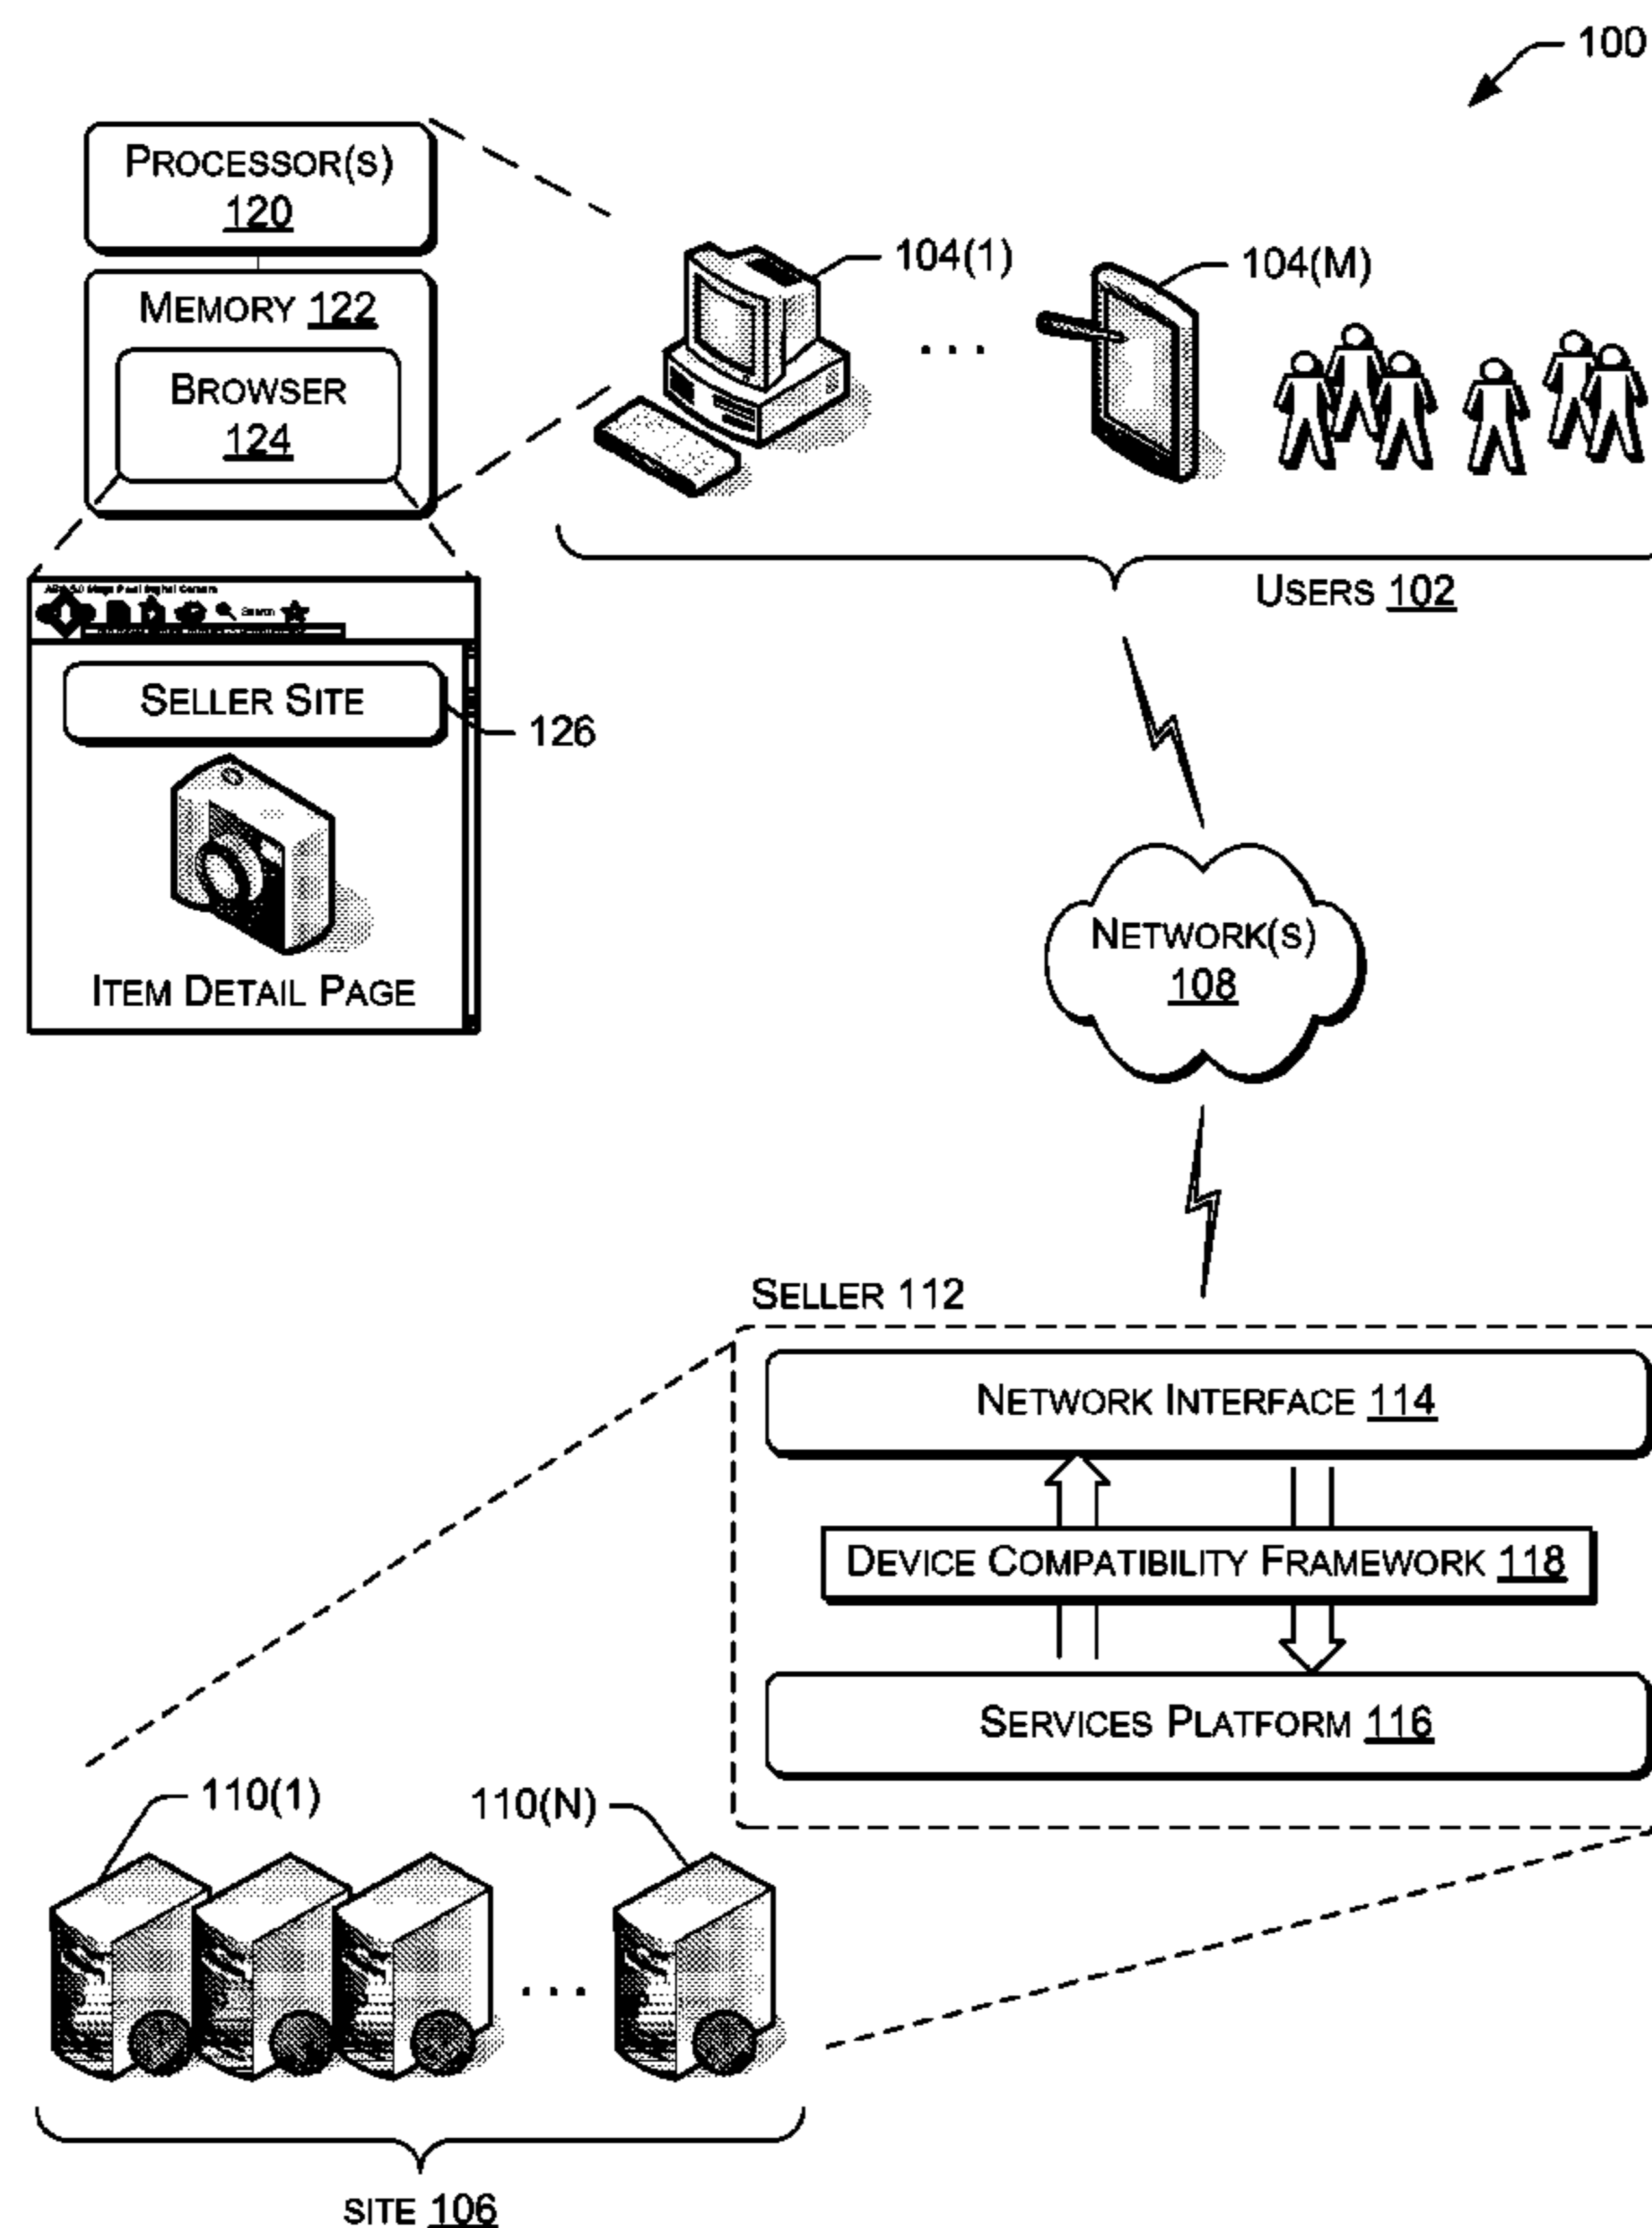 100
PROCESSOR(S)
120
104(1)
104(M)
MEMORY 122
BROWSER
124
USERS 102
Search
SELLER SITE
126
ITEM DETAIL PAGE
NETWORK(S)
108
SELLER 112
NETWORK INTERFACE 114
DEVICE COMPATIBILITY FRAMEWORK 118
SERVICES PLATFORM 116
110(1)
110(N)
...
SITE 106